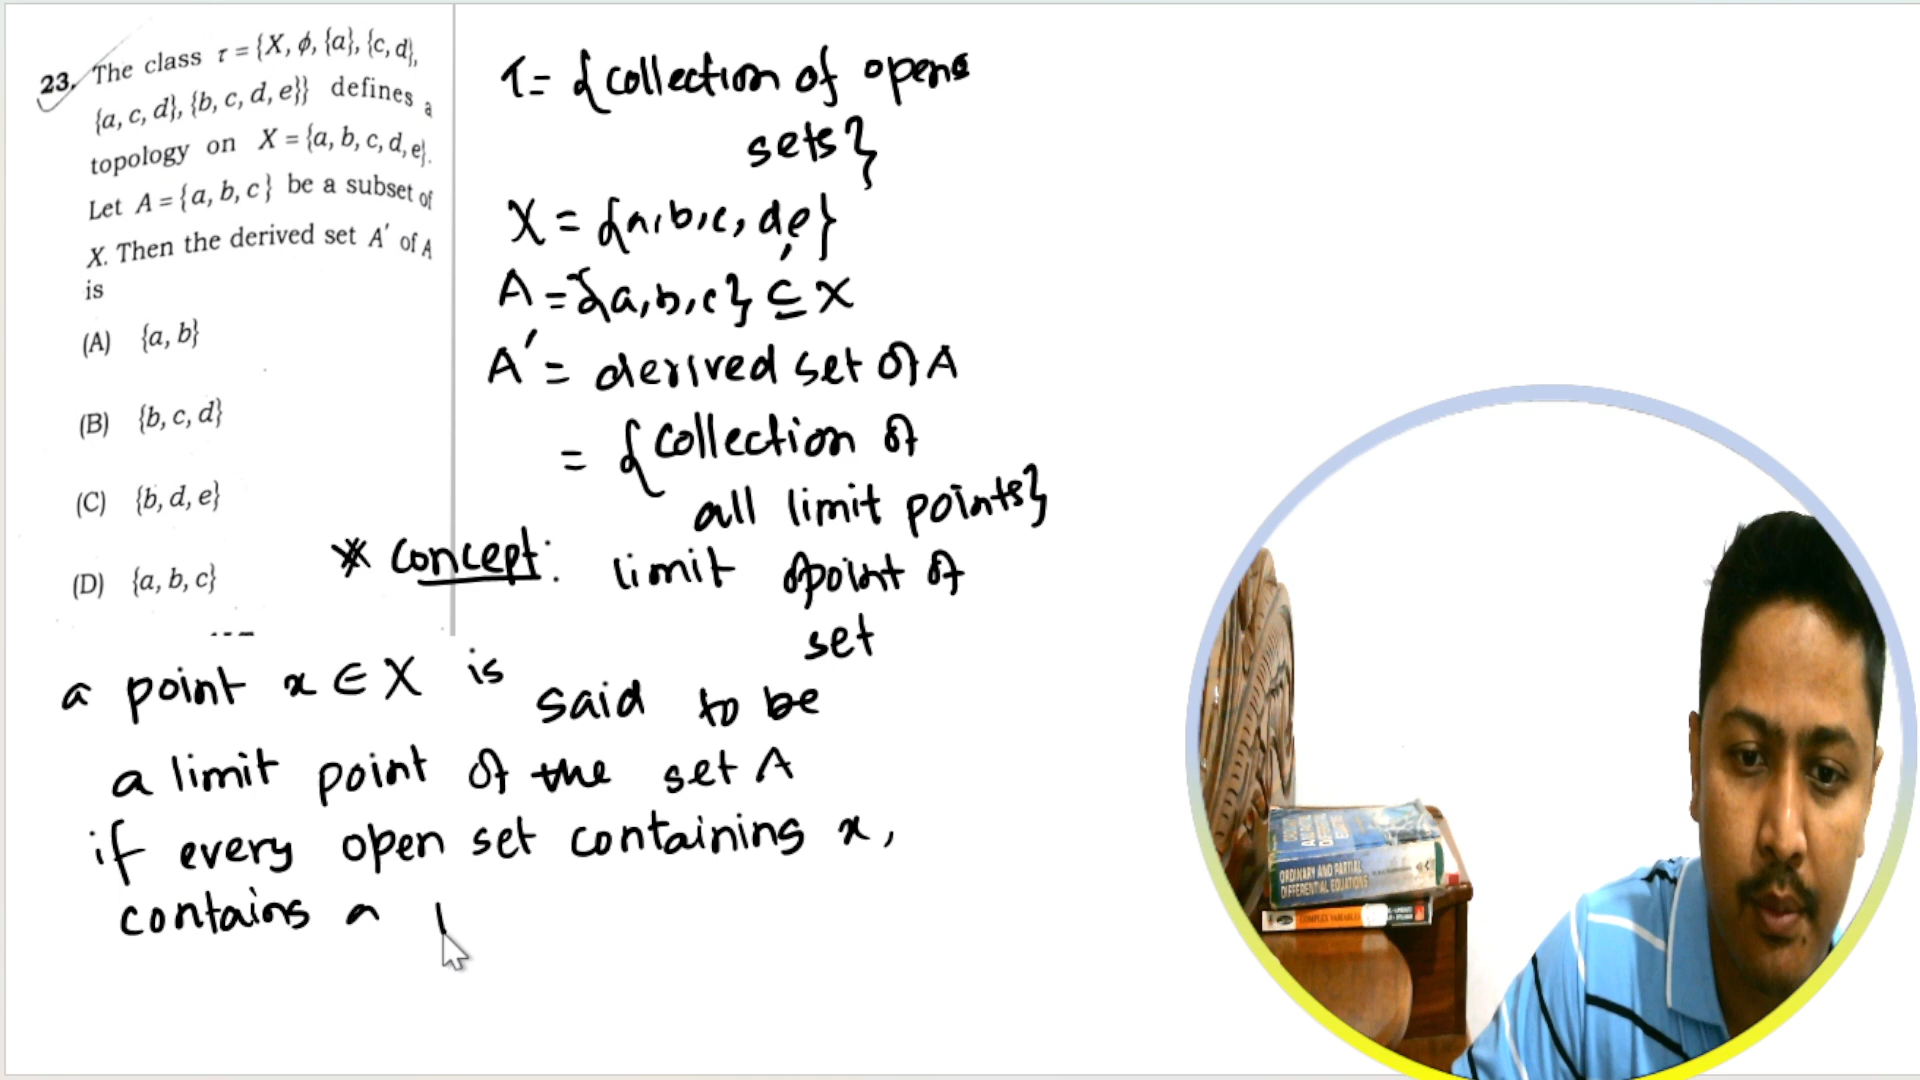 23. The class τ = {X, ϕ, {a}, {c, d},
{a, c, d}, {b, c, d, e}} defines a
topology on X = {a, b, c, d, e}.
Let A = {a, b, c} be a subset of
X. Then the derived set A′ of A
is
(A) {a, b}
(B) {b, c, d}
(C) {b, d, e}
(D) {a, b, c}
τ = {collection of open
sets}
X = {a,b,c,d,e}
A = {a,b,c} ⊆ X
A′ = derived set of A
= {collection of
all limit points}
* concept: limit point of
set
a point x ∈ X is said to be
a limit point of the set A
if every open set containing x,
contains a
ORDINARY AND PARTIAL
DIFFERENTIAL EQUATIONS
COMPLEX VARIABLES